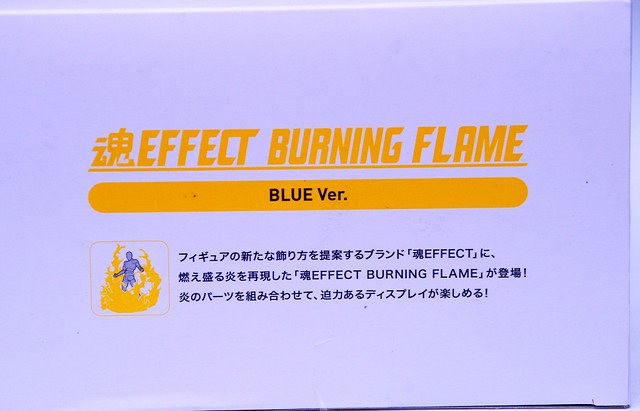 魂EFFECT BURNING FLAME
BLUE Ver.
フィギュアの新たな飾り方を提案するブランド「魂EFFECT」に、
燃え盛る炎を再現した「魂EFFECT BURNING FLAME」が登場！
炎のパーツを組み合わせて、迫力あるディスプレイが楽しめる！